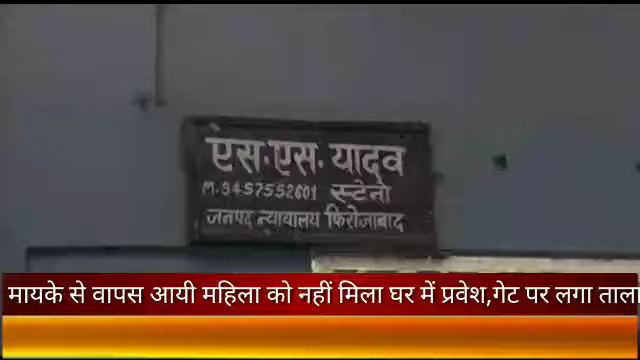 एस.एस. यादव
M.9457552601 स्टेनो
जनपद न्यायालय फिरोजाबाद
मायके से वापस आयी महिला को नहीं मिला घर में प्रवेश,गेट पर लगा ताला